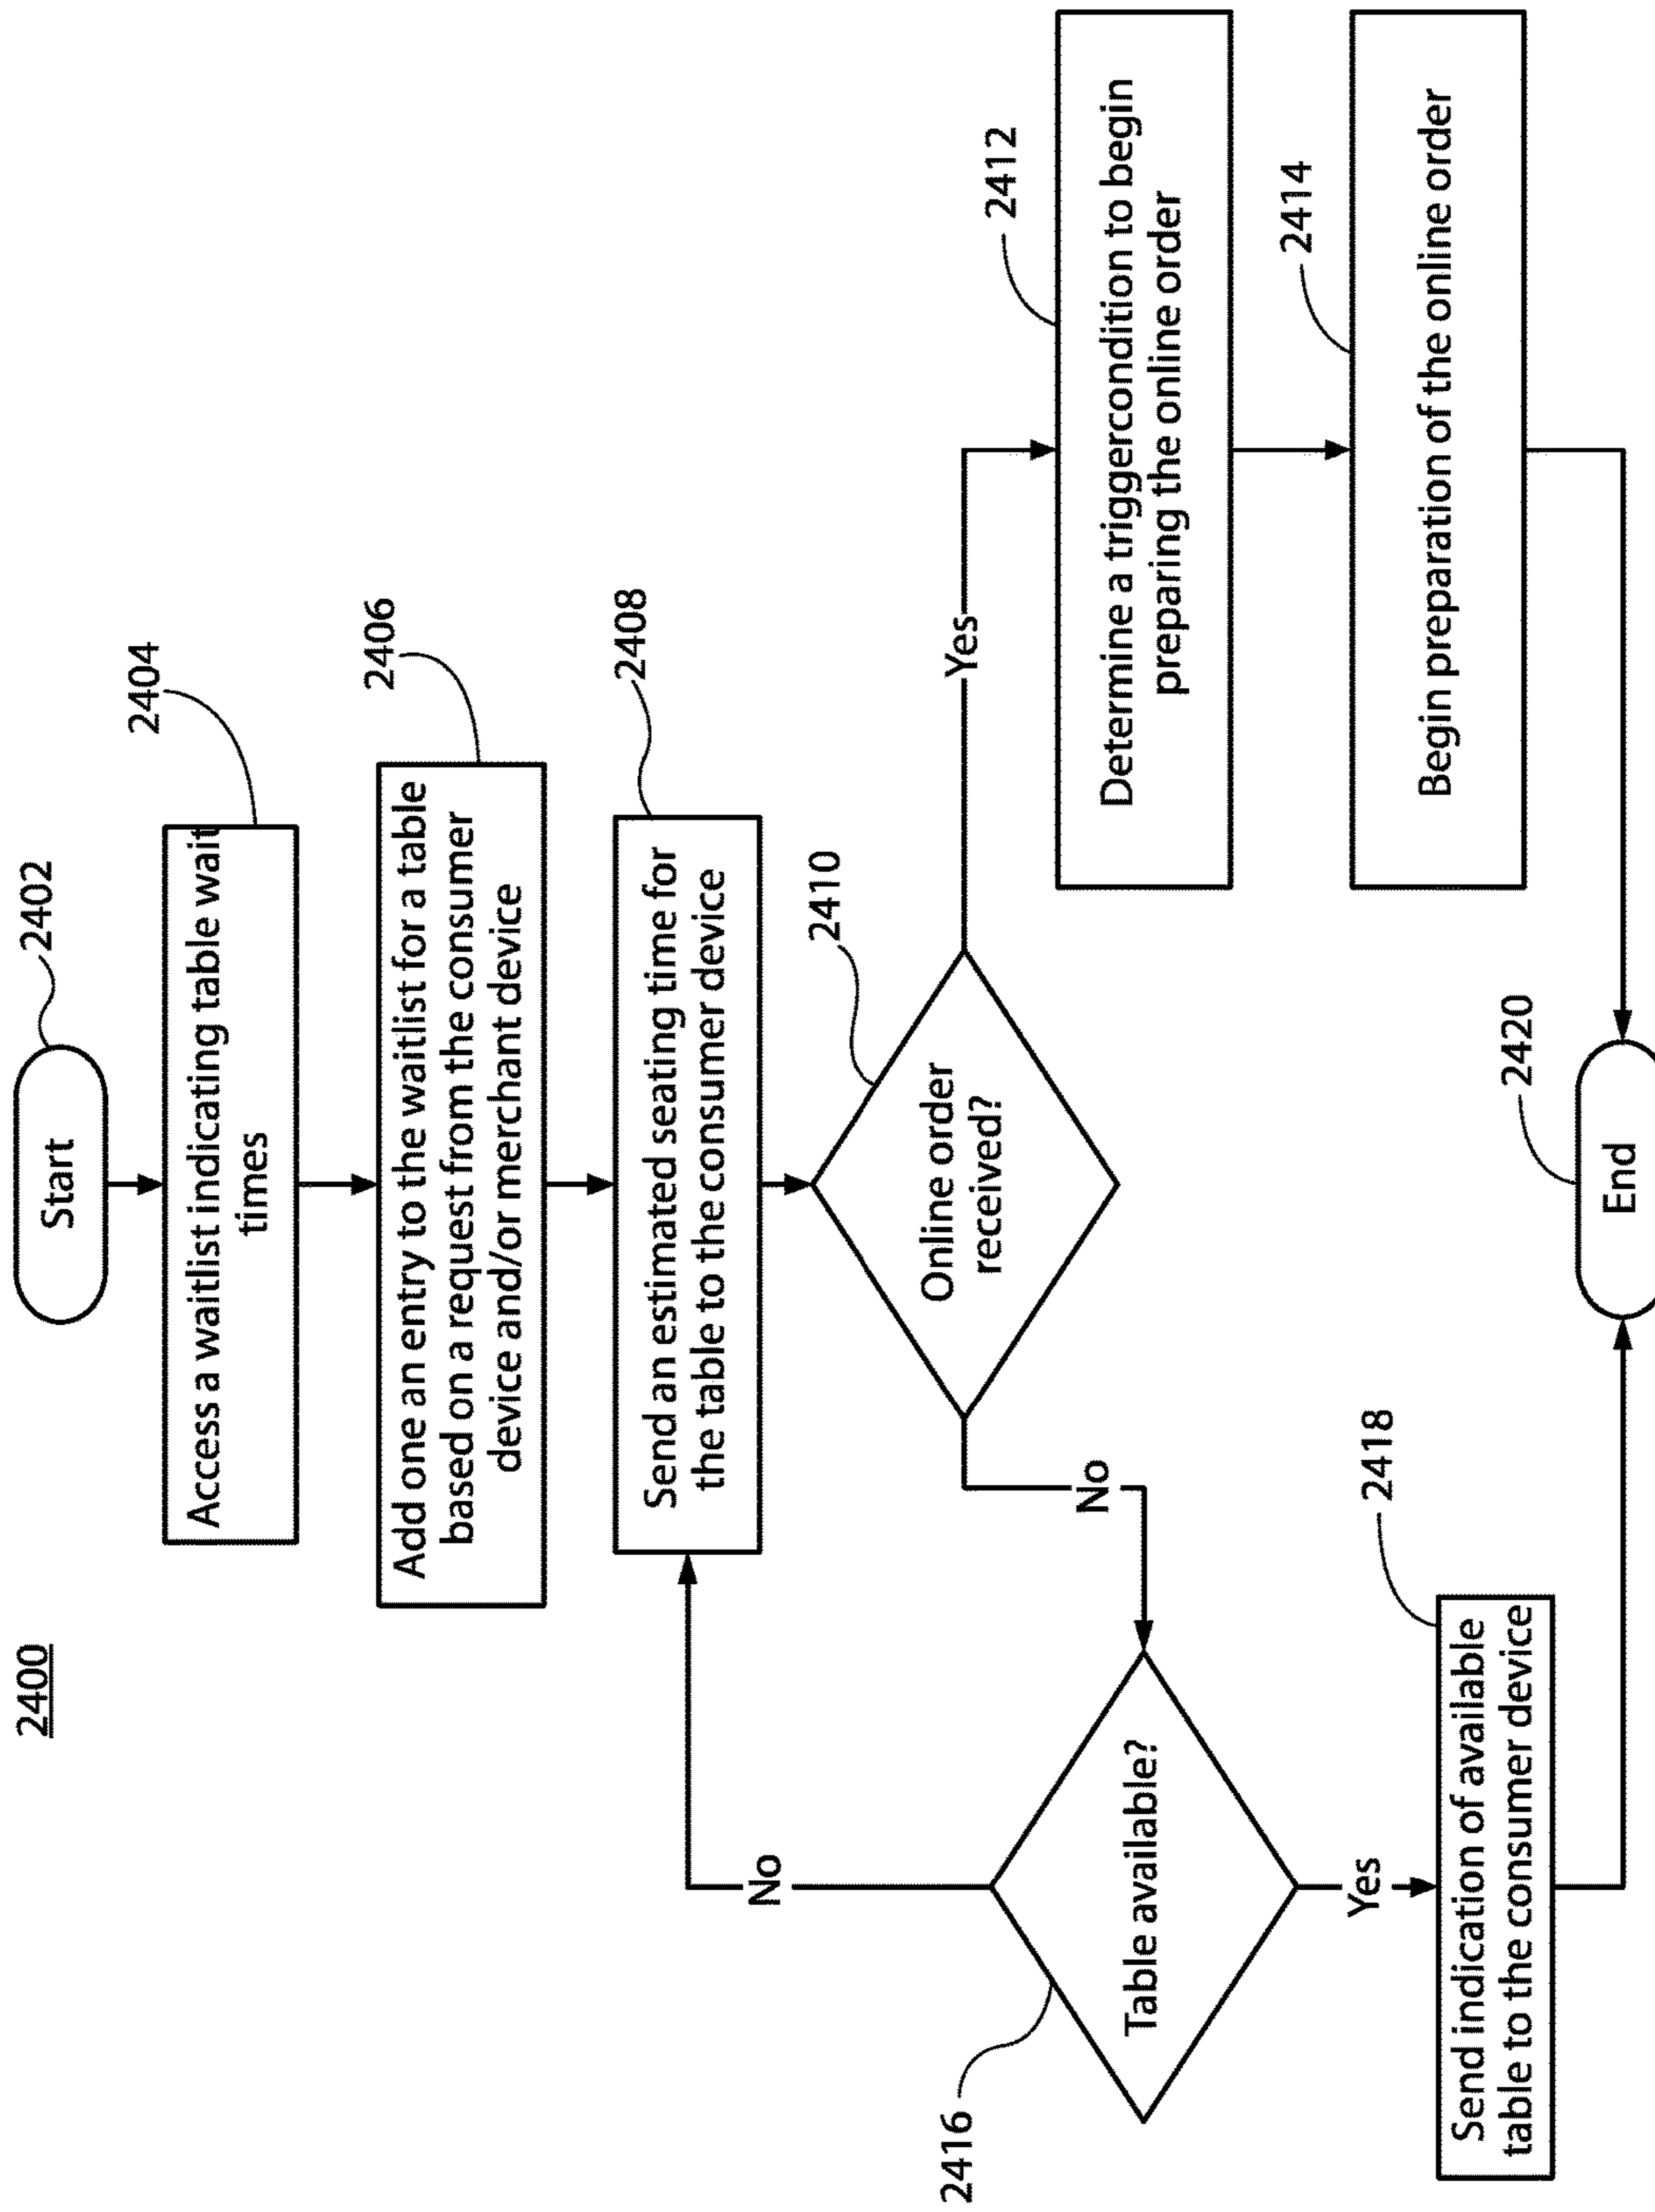 2400
Start
2402
Access a waitlist indicating table wait
times
2404
Add one an entry to the waitlist for a table
based on a request from the consumer
device and/or merchant device
2406
Send an estimated seating time for
the table to the consumer device
2408
Online order
received?
2410
Yes
No
Determine a triggercondition to begin
preparing the online order
2412
Begin preparation of the online order
2414
Table available?
2416
No
Yes
Send indication of available
table to the consumer device
2418
End
2420